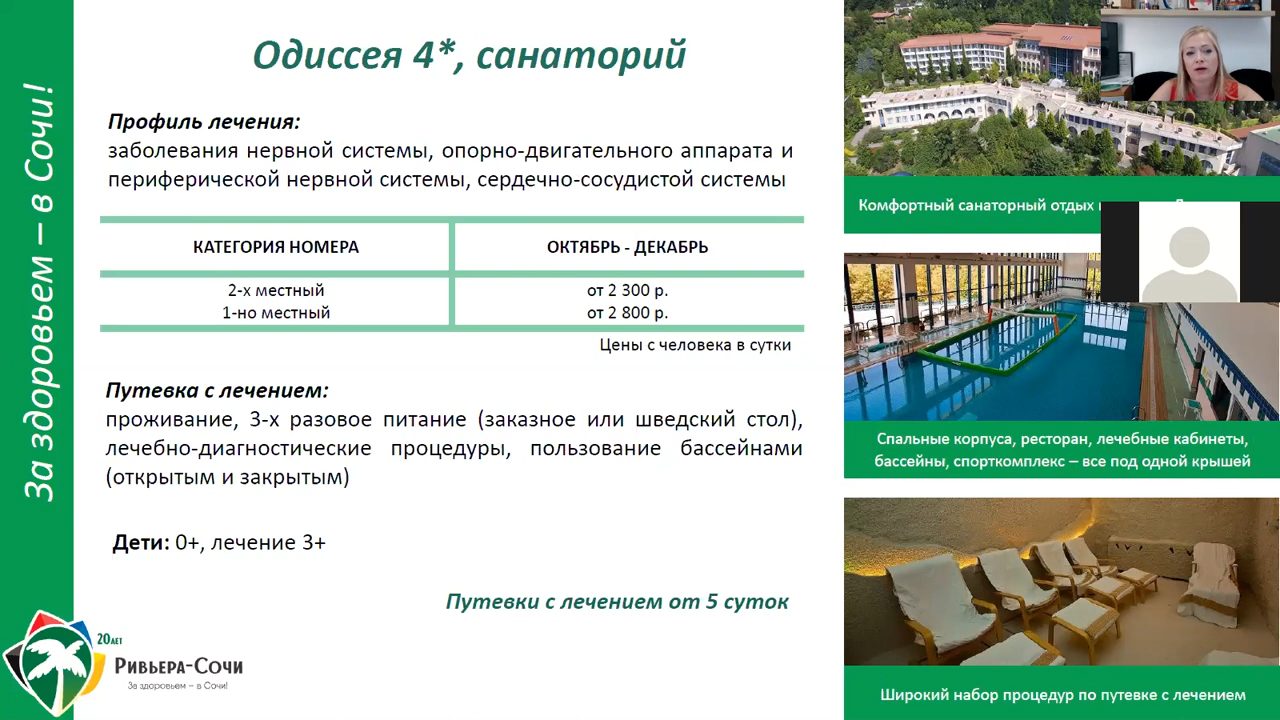 За здоровьем – в Сочи!
Одиссея 4*, санаторий
Профиль лечения:
заболевания нервной системы, опорно-двигательного аппарата и
периферической нервной системы, сердечно-сосудистой системы
КАТЕГОРИЯ НОМЕРА
ОКТЯБРЬ - ДЕКАБРЬ
2-х местный
от 2 300 р.
1-но местный
от 2 800 р.
Цены с человека в сутки
Путевка с лечением:
проживание, 3-х разовое питание (заказное или шведский стол),
лечебно-диагностические процедуры, пользование бассейнами
(открытым и закрытым)
Дети: 0+, лечение 3+
Путевки с лечением от 5 суток
20 ЛЕТ
Ривьера-Сочи
За здоровьем – в Сочи!
Комфортный санаторный отдых
Спальные корпуса, ресторан, лечебные кабинеты,
бассейны, спорткомплекс – все под одной крышей
Широкий набор процедур по путевке с лечением